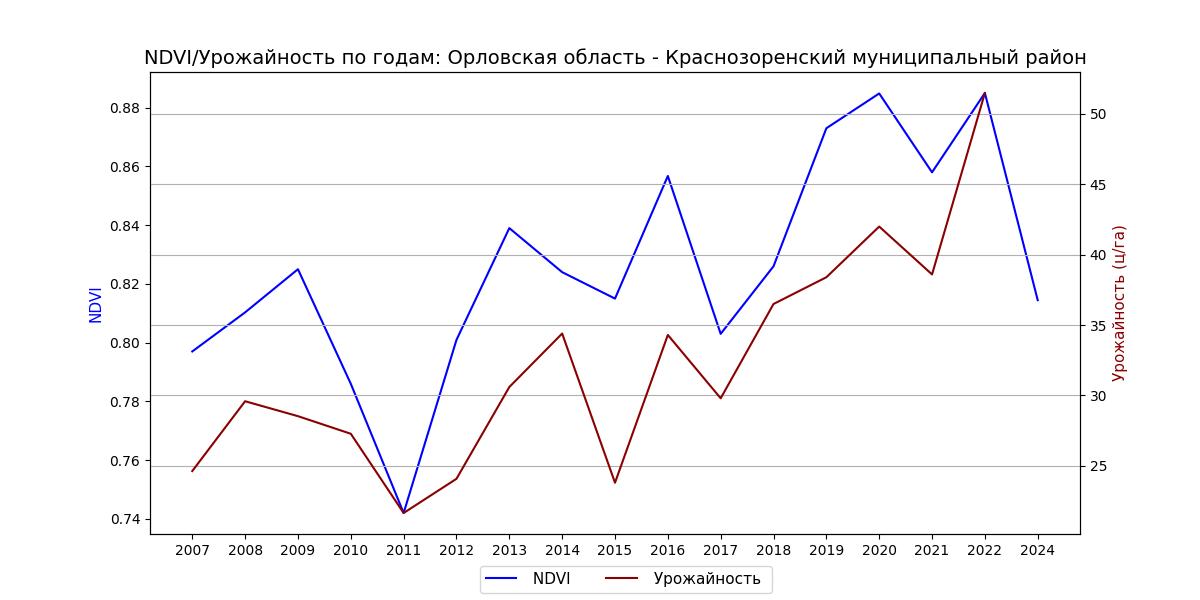 NDVI/Урожайность по годам: Орловская область - Краснозоренский муниципальный район
0.88
0.86
0.84
0.82
0.80
0.78
0.76
0.74
NDVI
50
45
40
35
30
25
Урожайность (ц/га)
2007 2008 2009 2010 2011 2012 2013 2014 2015 2016 2017 2018 2019 2020 2021 2022 2024
NDVI Урожайность